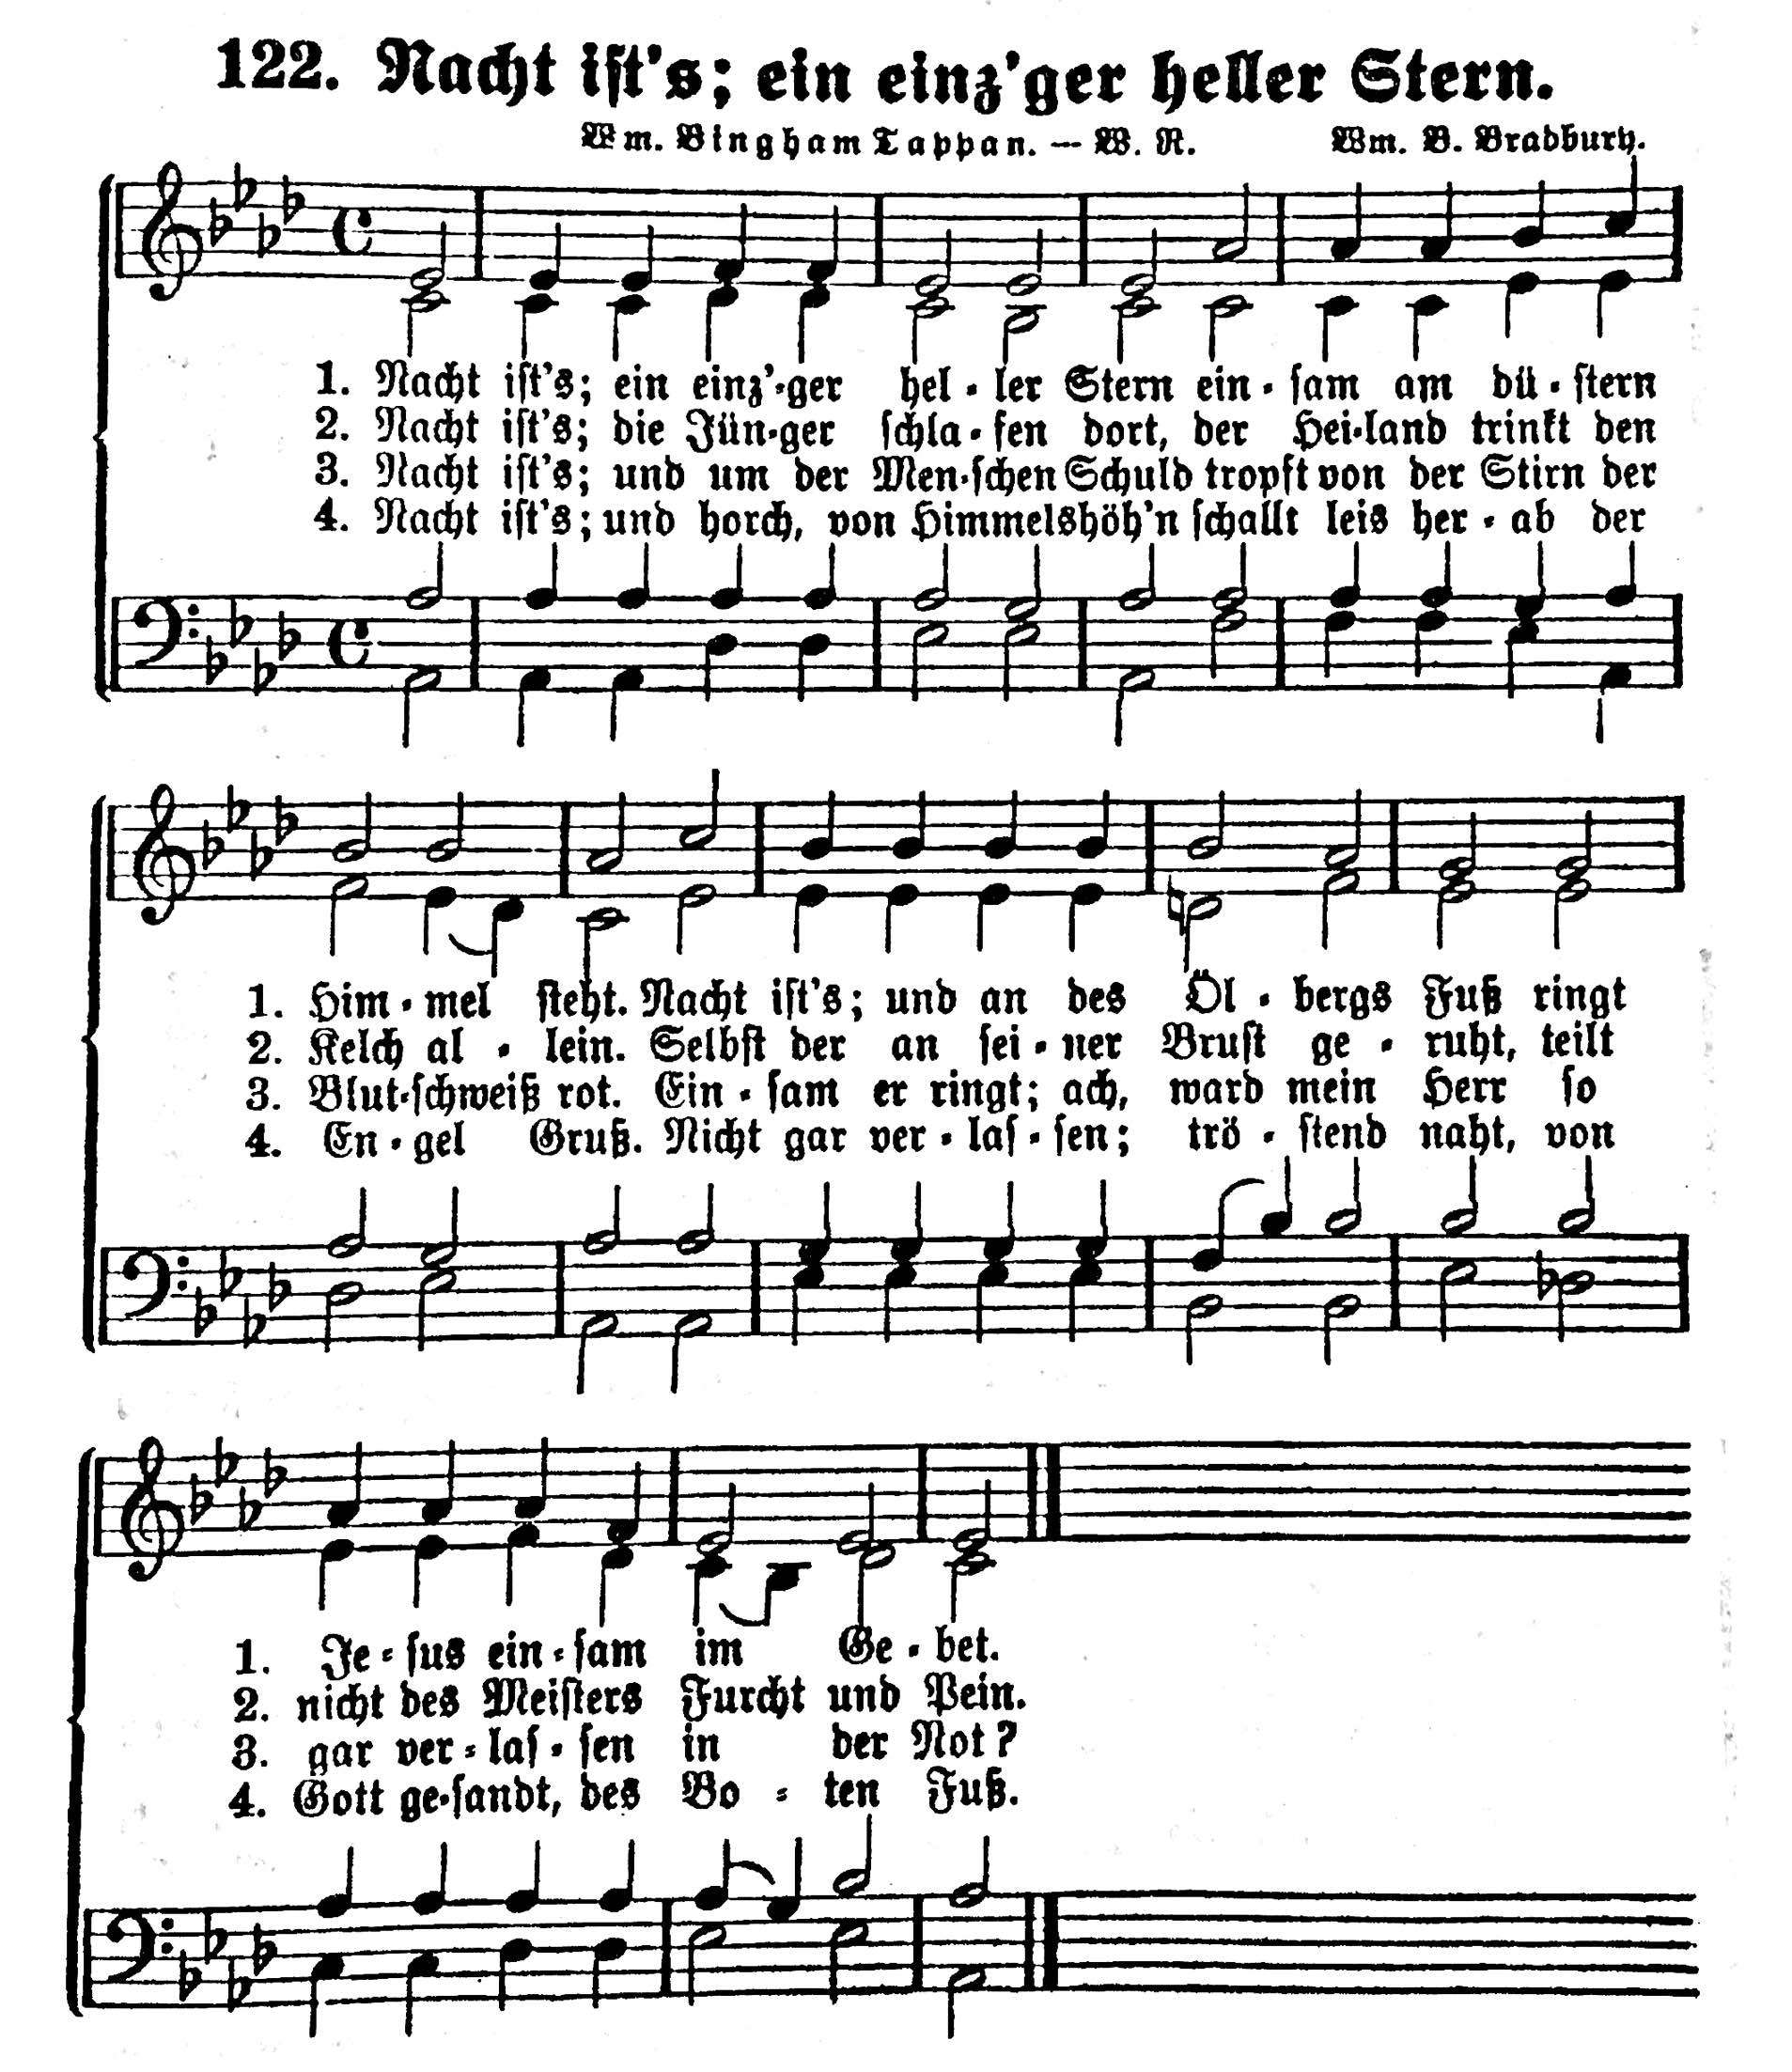 122. Nacht ist's; ein einz'ger heller Stern.
Wm. Bingham Tappan. — W. R. Wm. B. Bradbury.
1. Nacht ist's; ein einz'-ger hel-ler Stern ein-sam am dü-stern
2. Nacht ist's; die Jün-ger schla-fen dort, der Hei-land trinkt den
3. Nacht ist's; und um der Men-schen Schuld tropft von der Stirn der
4. Nacht ist's; und horch, von Himmelshöh'n schallt leis her-ab der
1. Him-mel steht. Nacht ist's; und an des Öl-bergs Fuß ringt
2. Kelch al-lein. Selbst der an sei-ner Brust ge-ruht, teilt
3. Blut-schweiß rot. Ein-sam er ringt; ach, ward mein Herr so
4. En-gel Gruß. Nicht gar ver-las-sen; trö-stend naht, von
1. Je-sus ein-sam im Ge-bet.
2. nicht des Meisters Furcht und Pein.
3. gar ver-las-sen in der Not?
4. Gott ge-sandt, des Bo-ten Fuß.